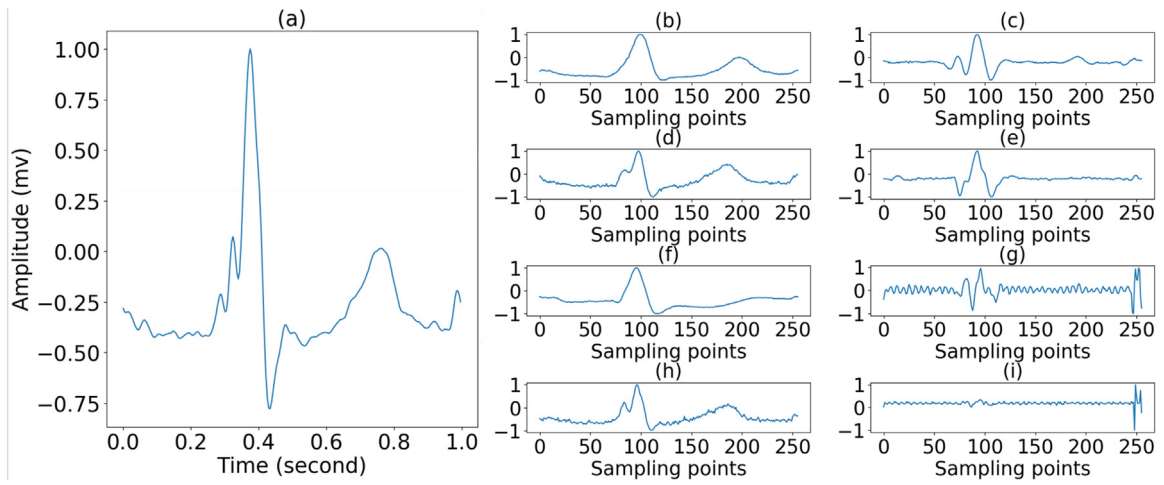 (a)
1.00
0.75
0.50
0.25
0.00
−0.25
−0.50
−0.75
Amplitude (mv)
0.0 0.2 0.4 0.6 0.8 1.0
Time (second)
(b)
1
0
−1
0 50 100 150 200 250
Sampling points
(c)
1
0
−1
0 50 100 150 200 250
Sampling points
(d)
1
0
−1
0 50 100 150 200 250
Sampling points
(e)
1
0
−1
0 50 100 150 200 250
Sampling points
(f)
1
0
−1
0 50 100 150 200 250
Sampling points
(g)
1
0
−1
0 50 100 150 200 250
Sampling points
(h)
1
0
−1
0 50 100 150 200 250
Sampling points
(i)
1
0
−1
0 50 100 150 200 250
Sampling points